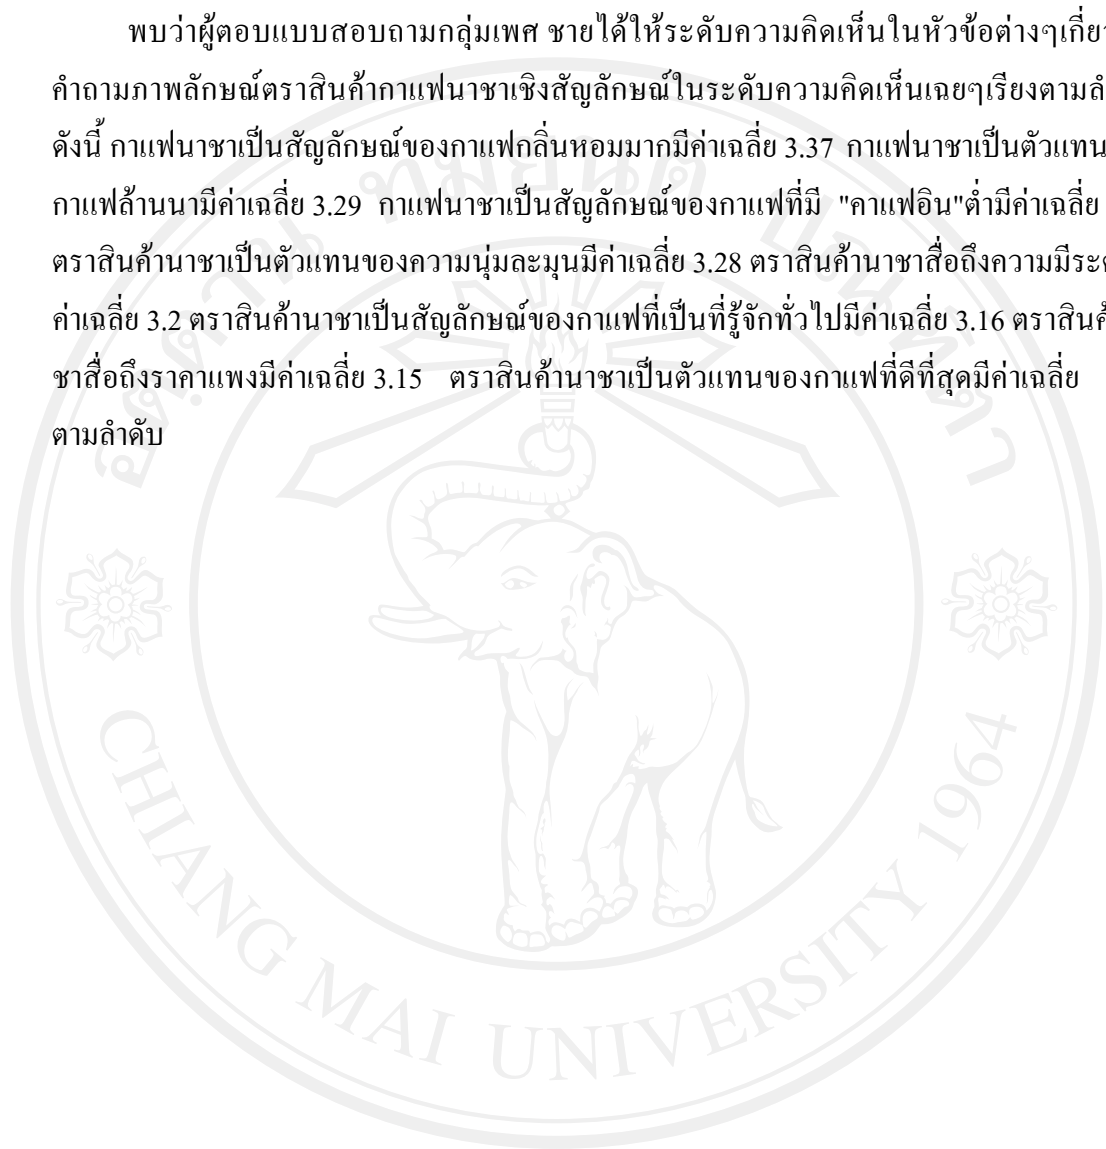 พบว่าผู้ตอบแบบสอบถามกลุ่มเพศ ชายได้ให้ระดับความคิดเห็นในหัวข้อต่างๆ
คำถามภาพลักษณ์ตราสินค้ากาแฟนาชาเชิงสัญลักษณ์ในระดับความคิดเห็นเฉยๆเรียงตาม
ดังนี้ กาแฟนาชาเป็นสัญลักษณ์ของกาแฟกลิ่นหอมมากมีค่าเฉลี่ย 3.37 กาแฟนาชาเป็นตัวแทน
กาแฟล้านนามีค่าเฉลี่ย 3.29 กาแฟนาชาเป็นสัญลักษณ์ของกาแฟที่มี "คาแฟอิน"ต่ำมีค่าเฉลี่ย
ตราสินค้านาชาเป็นตัวแทนของความนุ่มละมุนมีค่าเฉลี่ย 3.28 ตราสินค้านาชาสื่อถึงความมี
ค่าเฉลี่ย 3.2 ตราสินค้านาชาเป็นสัญลักษณ์ของกาแฟที่เป็นที่รู้จักทั่วไปมีค่าเฉลี่ย 3.16
ชาสื่อถึงราคาแพงมีค่าเฉลี่ย 3.15 ตราสินค้านาชาเป็นตัวแทนของกาแฟที่ดีที่สุดมีค่าเฉลี่ย
ตามลำดับ
อตฺตานํ ทมยนฺติ ปณฺฑิตา
CHIANG MAI UNIVERSITY 1964